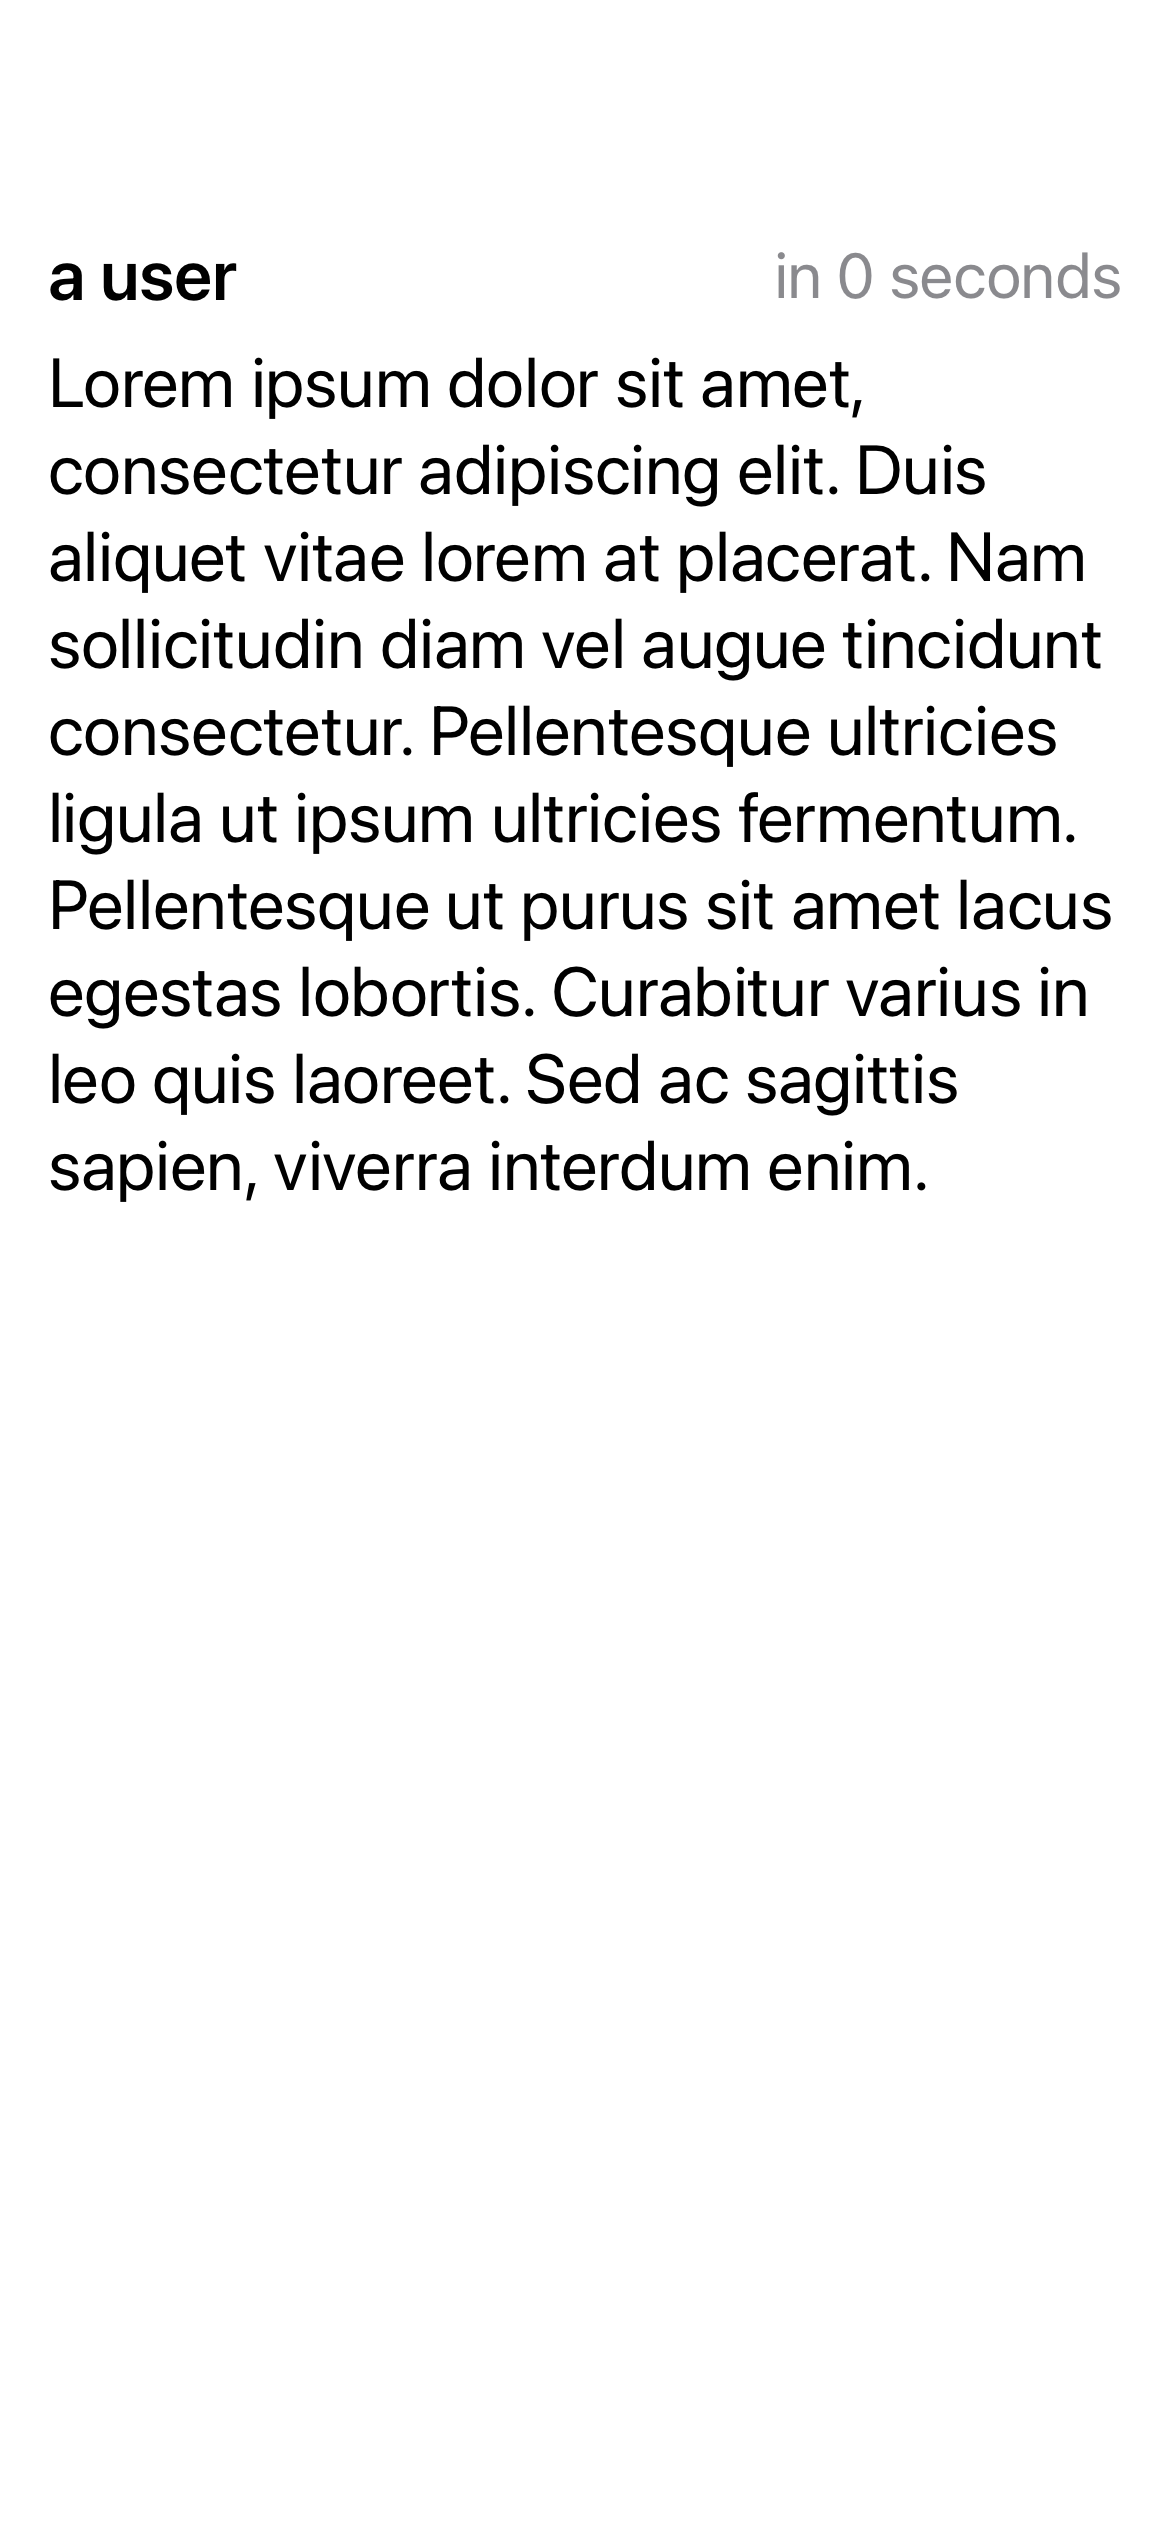 a user in 0 seconds
Lorem ipsum dolor sit amet,
consectetur adipiscing elit. Duis
aliquet vitae lorem at placerat. Nam
sollicitudin diam vel augue tincidunt
consectetur. Pellentesque ultricies
ligula ut ipsum ultricies fermentum.
Pellentesque ut purus sit amet lacus
egestas lobortis. Curabitur varius in
leo quis laoreet. Sed ac sagittis
sapien, viverra interdum enim.